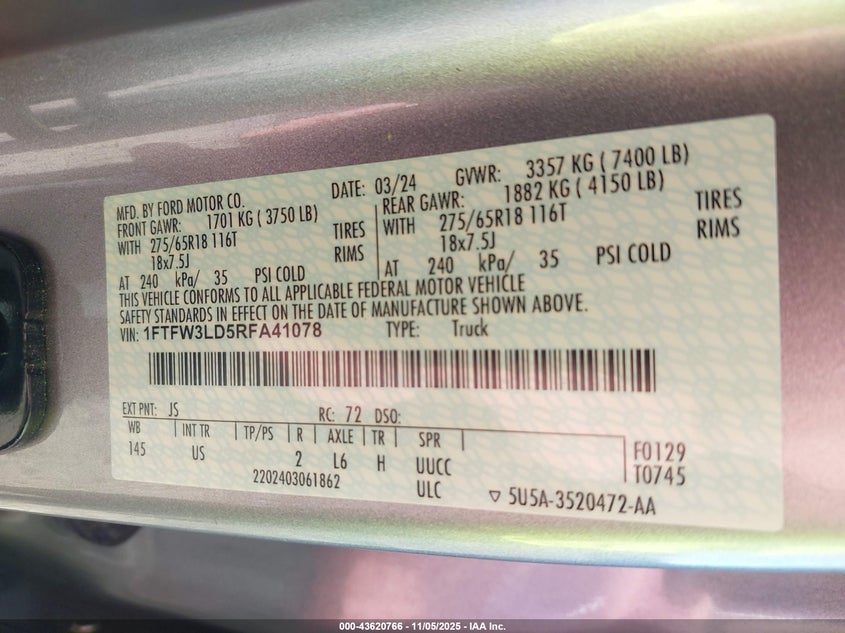 MFD. BY FORD MOTOR CO. DATE: 03/24 GVWR: 3357 KG ( 7400 LB)
FRONT GAWR: 1701 KG ( 3750 LB) REAR GAWR: 1882 KG ( 4150 LB)
WITH 275/65R18 116T TIRES WITH 275/65R18 116T TIRES
18x7.5J RIMS 18x7.5J RIMS
AT 240 kPa/ 35 PSI COLD AT 240 kPa/ 35 PSI COLD
THIS VEHICLE CONFORMS TO ALL APPLICABLE FEDERAL MOTOR VEHICLE
SAFETY STANDARDS IN EFFECT ON THE DATE OF MANUFACTURE SHOWN ABOVE.
VIN: 1FTFW3LD5RFA41078 TYPE: Truck
EXT PNT: JS RC: 72 DSO:
WB INT TR TP/PS R AXLE TR SPR F0129
145 US 2 L6 H UUCC T0745
2202403061862 ULC 5U5A-3520472-AA
000-43620766 - 11/05/2025 - IAA Inc.